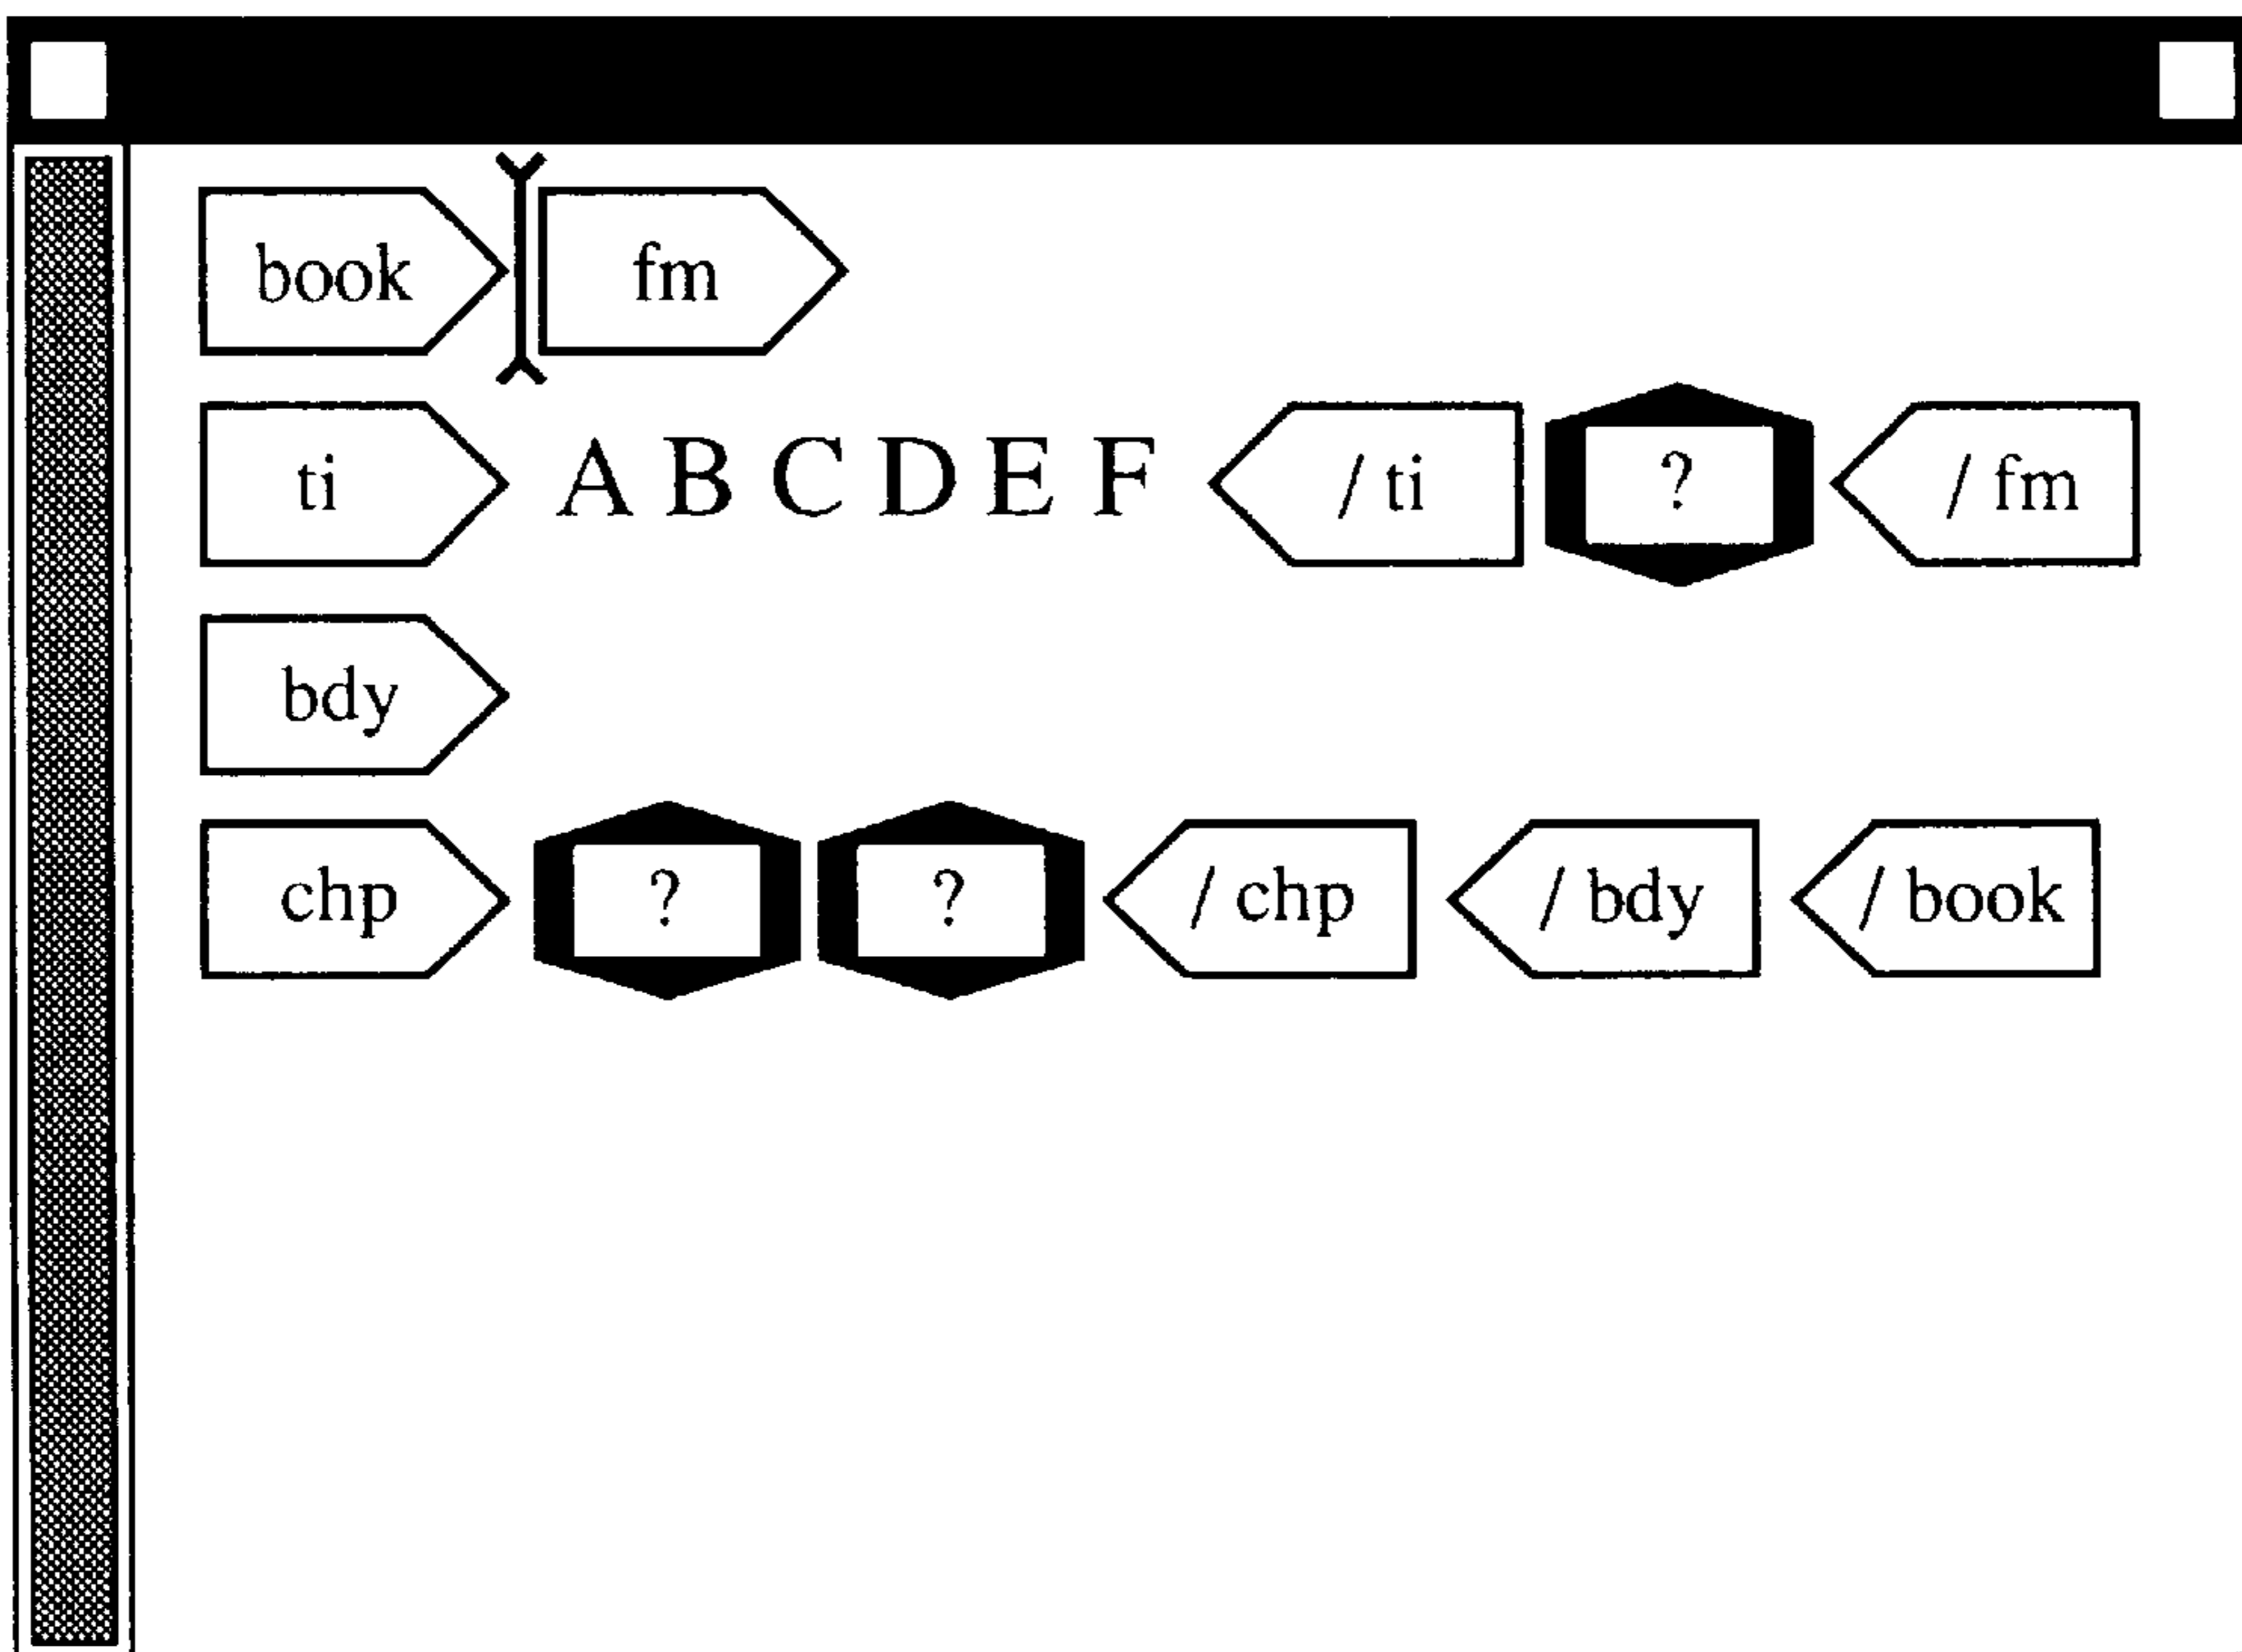 book fm
ti A B C D E F / ti ? / fm
bdy
chp ? ? / chp / bdy / book